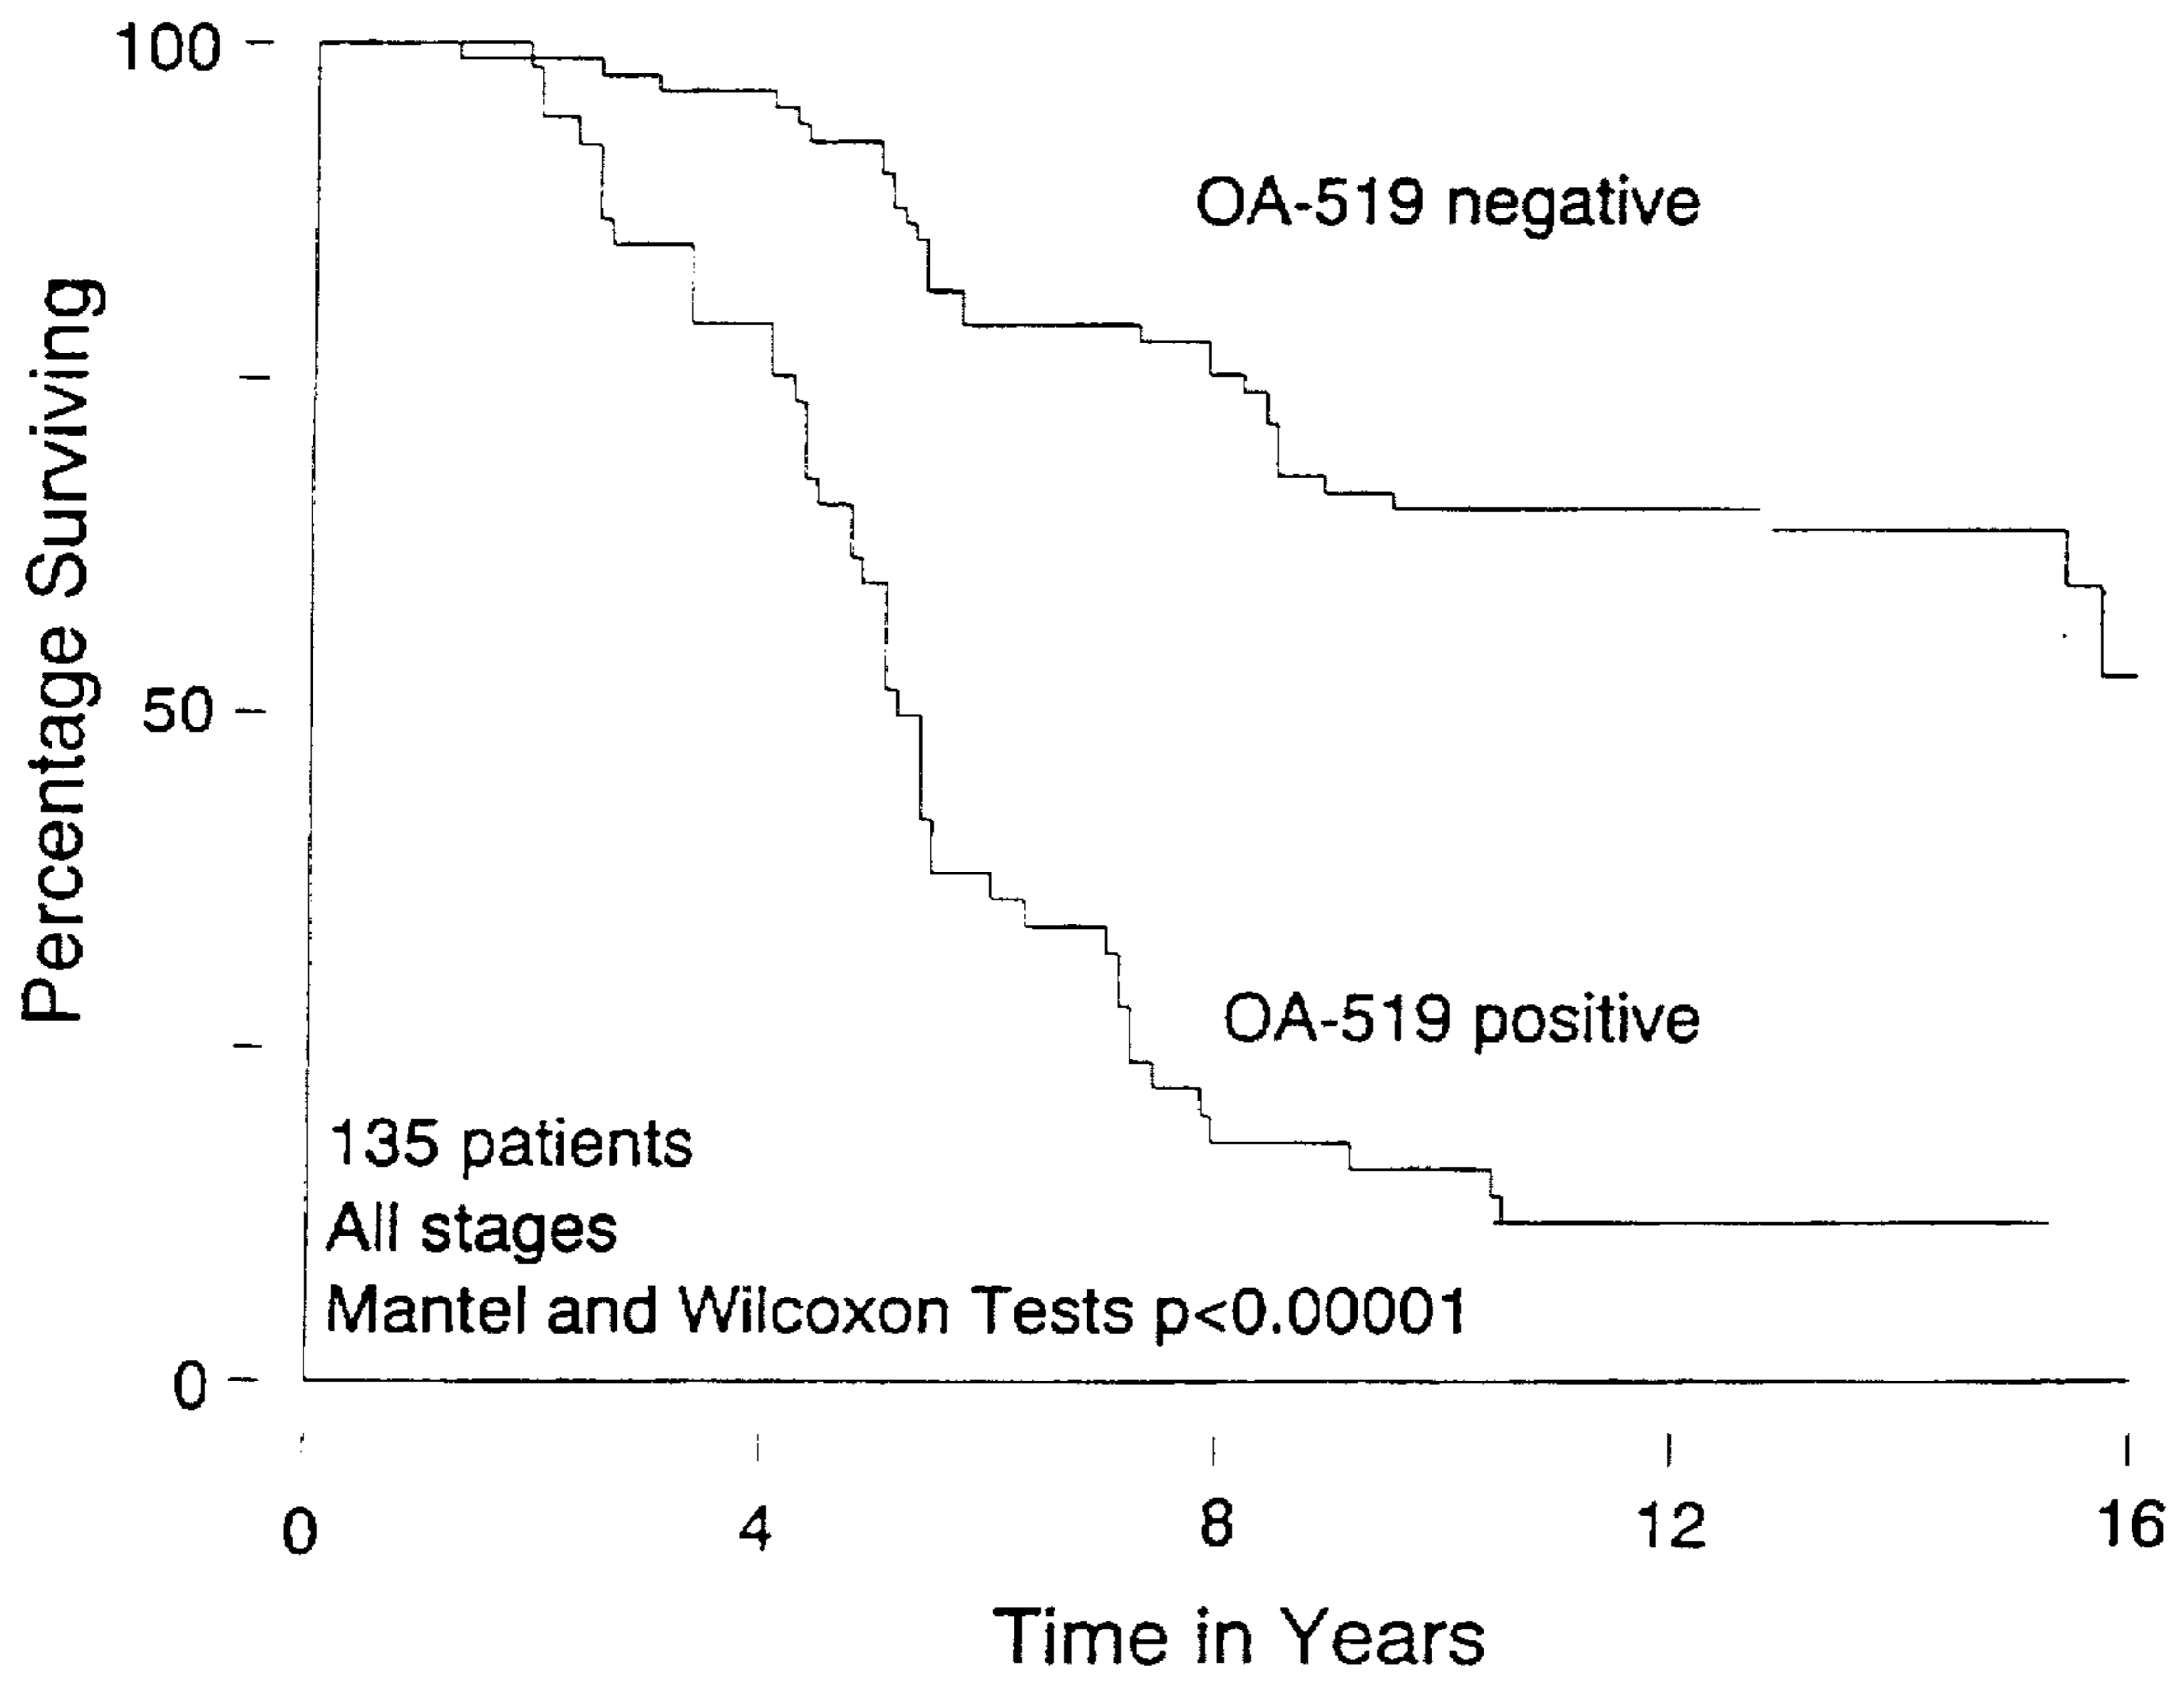 100
OA-519 negative
Percentage Surviving
50
OA-519 positive
135 patients
All stages
Mantel and Wilcoxon Tests p<0.00001
0
0 4 8 12 16
Time in Years